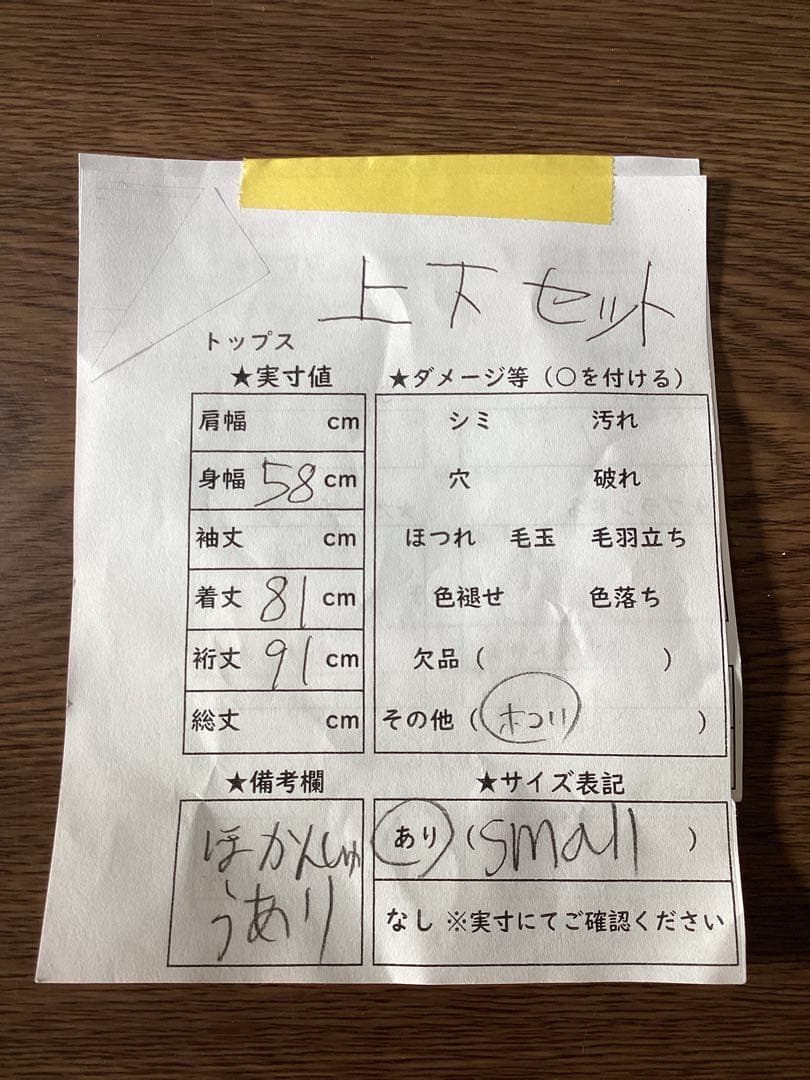 上下セット
トップス
★実寸値
肩幅 cm
身幅 58 cm
袖丈 cm
着丈 81 cm
裄丈 91 cm
総丈 cm
★ダメージ等（○を付ける）
シミ 汚れ
穴 破れ
ほつれ 毛玉 毛羽立ち
色褪せ 色落ち
欠品（ ）
その他（ホコリ ）
★備考欄
ほかんしゅ
うあり
★サイズ表記
あり（small ）
なし ※実寸にてご確認ください